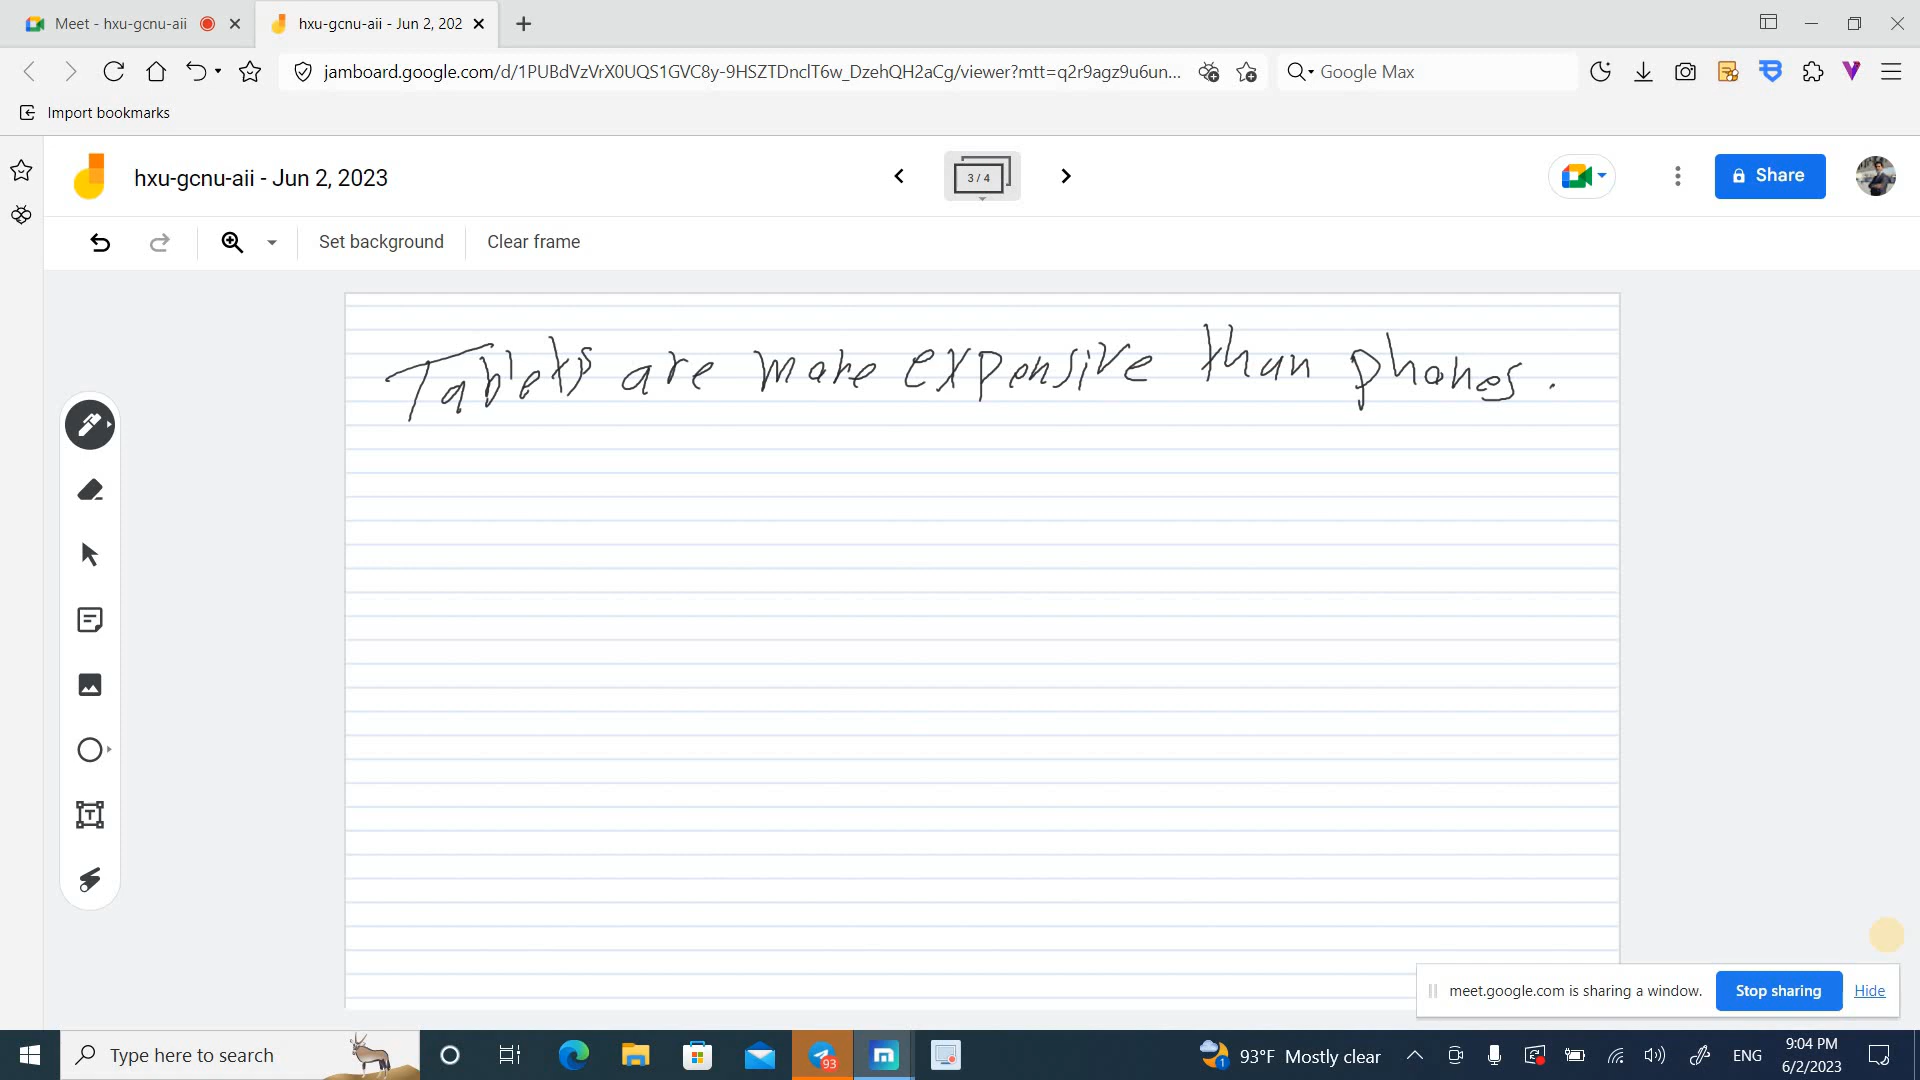 Meet - hxu-gcnu-aii
hxu-gcnu-aii - Jun 2, 202
jamboard.google.com/d/1PUBdVzVrX0UQS1GVC8y-9HSZTDnclT6w_DzehQH2aCg/viewer?mtt=q2r9agz9u6un...
Google Max
Import bookmarks
hxu-gcnu-aii - Jun 2, 2023
3 / 4
Share
Set background
Clear frame
Tablets are more expensive than phones.
meet.google.com is sharing a window.
Stop sharing
Hide
Type here to search
93
1
93°F Mostly clear
ENG
9:04 PM
6/2/2023